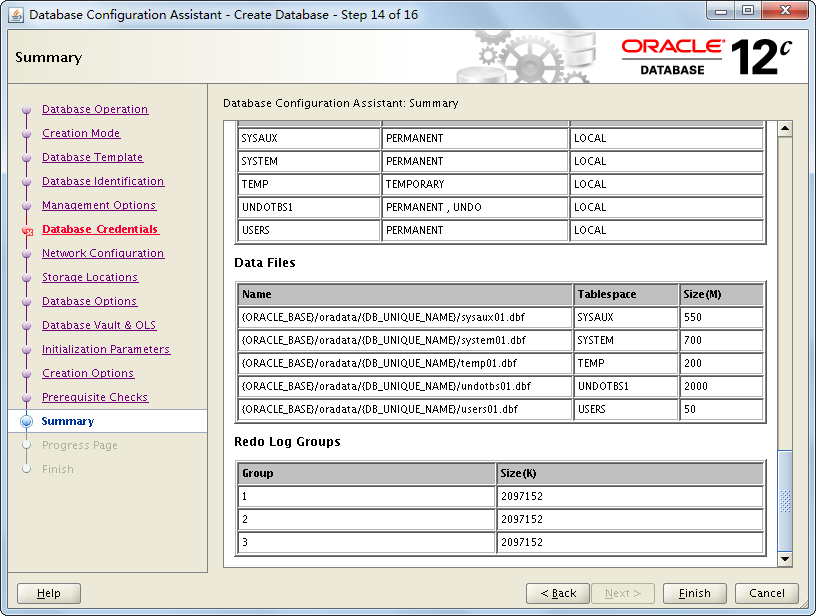 Database Configuration Assistant - Create Database - Step 14 of 16
Summary
ORACLE®
DATABASE
12c
Database Operation
Creation Mode
Database Template
Database Identification
Management Options
Database Credentials
Network Configuration
Storage Locations
Database Options
Database Vault & OLS
Initialization Parameters
Creation Options
Prerequisite Checks
Summary
Progress Page
Finish
Database Configuration Assistant: Summary
SYSAUX PERMANENT LOCAL
SYSTEM PERMANENT LOCAL
TEMP TEMPORARY LOCAL
UNDOTBS1 PERMANENT , UNDO LOCAL
USERS PERMANENT LOCAL
Data Files
Name Tablespace Size(M)
{ORACLE_BASE}/oradata/{DB_UNIQUE_NAME}/sysaux01.dbf SYSAUX 550
{ORACLE_BASE}/oradata/{DB_UNIQUE_NAME}/system01.dbf SYSTEM 700
{ORACLE_BASE}/oradata/{DB_UNIQUE_NAME}/temp01.dbf TEMP 200
{ORACLE_BASE}/oradata/{DB_UNIQUE_NAME}/undotbs01.dbf UNDOTBS1 2000
{ORACLE_BASE}/oradata/{DB_UNIQUE_NAME}/users01.dbf USERS 50
Redo Log Groups
Group Size(K)
1 2097152
2 2097152
3 2097152
Help
< Back
Next >
Finish
Cancel